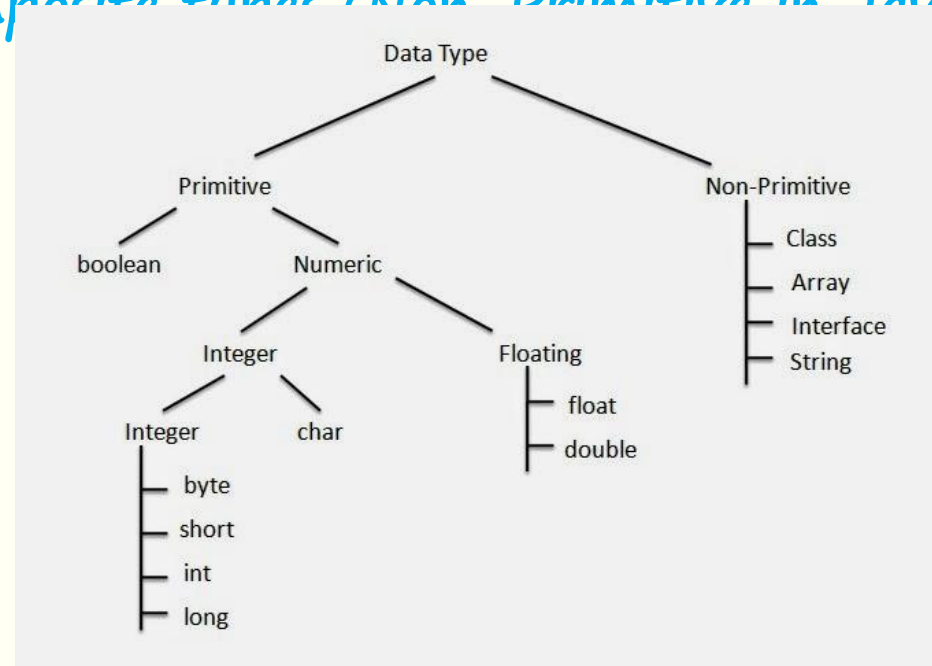 Data Type
Primitive
Non-Primitive
boolean
Numeric
Class
Array
Interface
String
Integer
Floating
float
double
Integer
char
byte
short
int
long